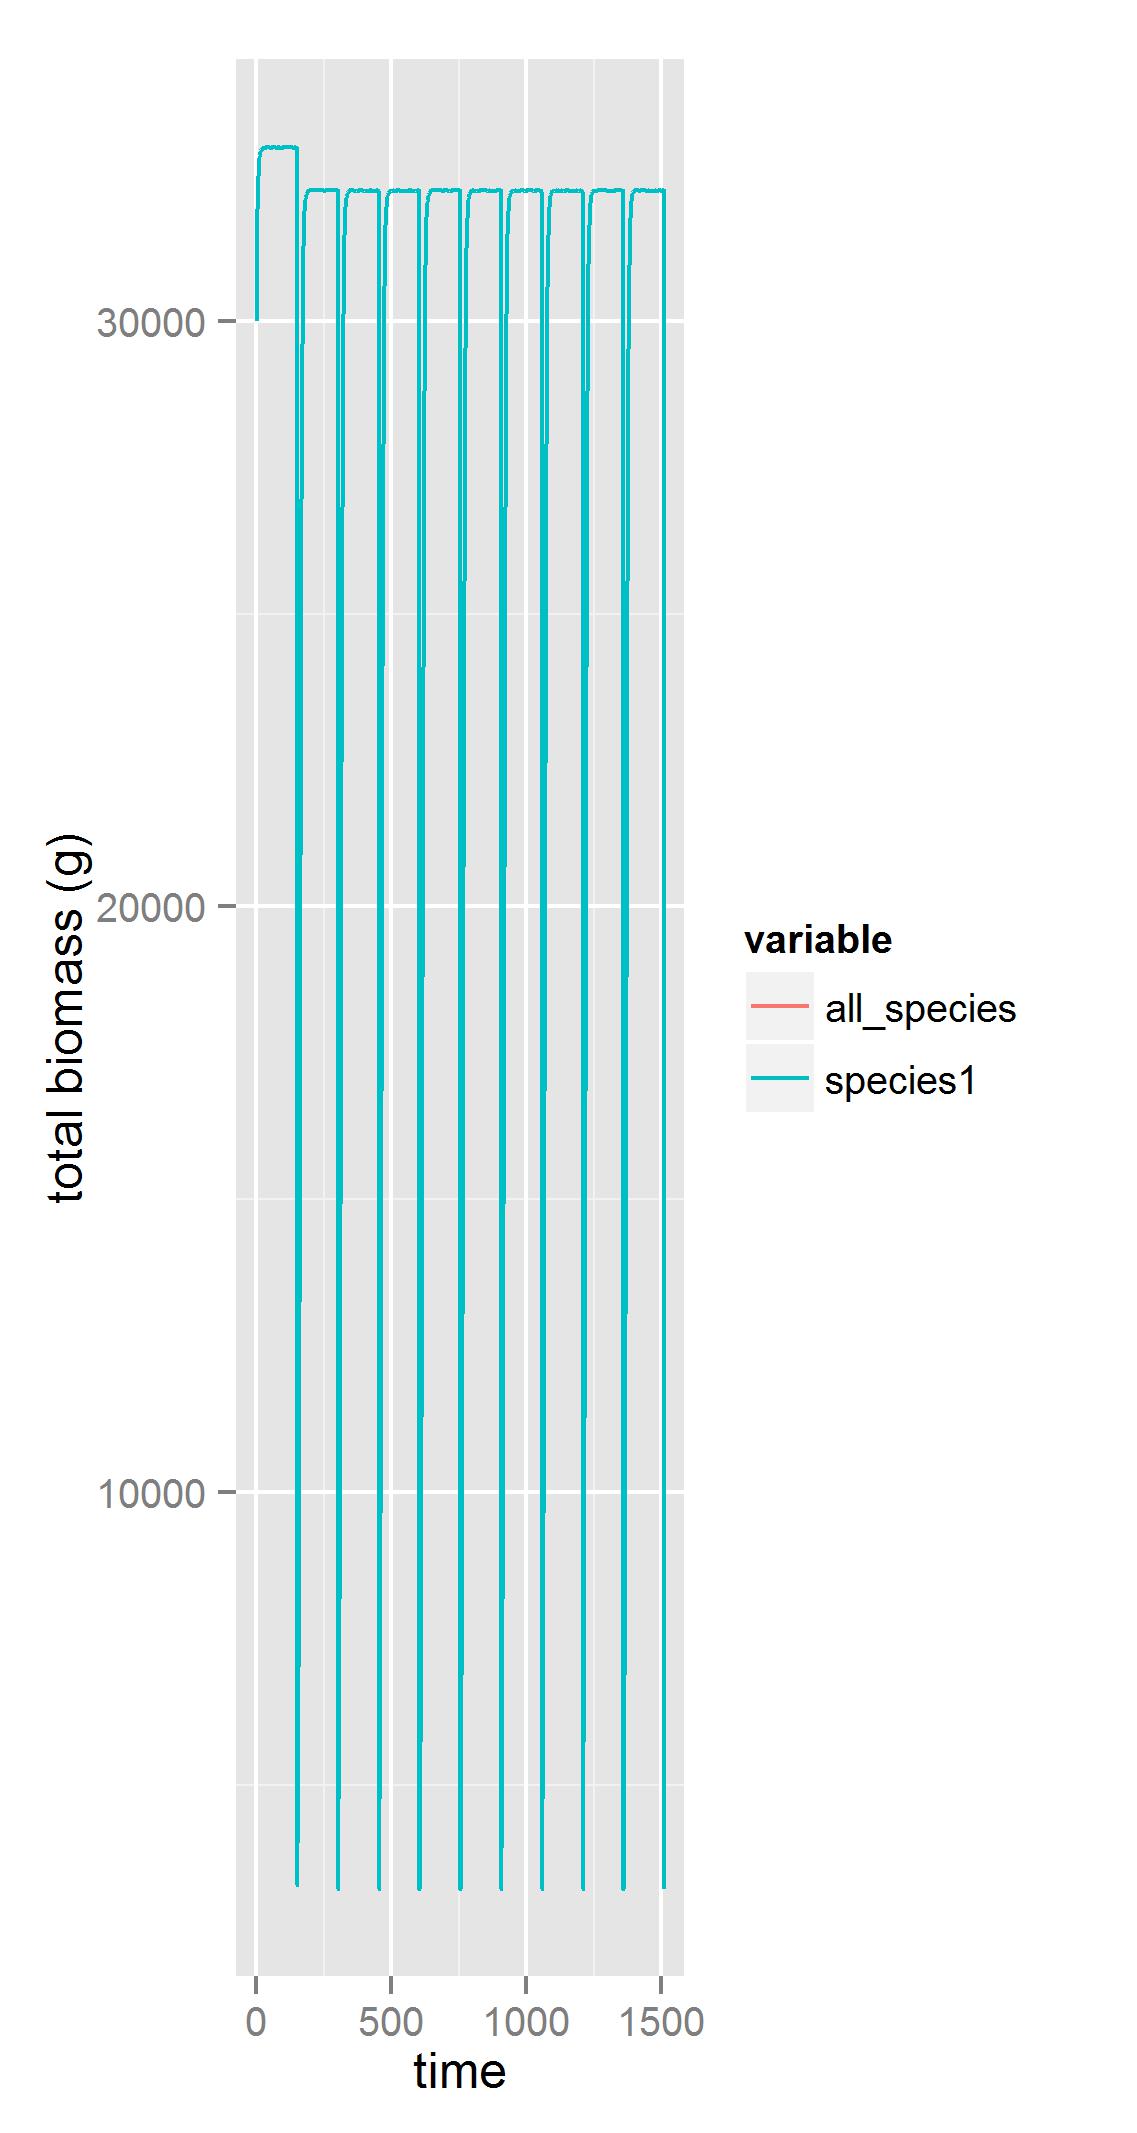 total biomass (g)
30000
20000
10000
0 500 1000 1500
time
variable
all_species
species1